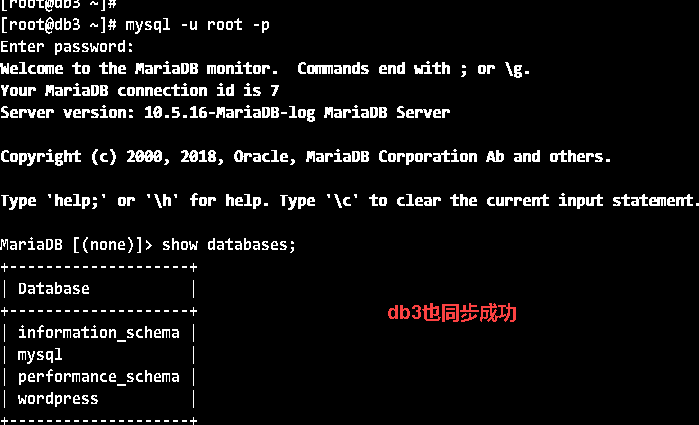 [root@db3 ~]#
[root@db3 ~]# mysql -u root -p
Enter password:
Welcome to the MariaDB monitor.  Commands end with ; or \g.
Your MariaDB connection id is 7
Server version: 10.5.16-MariaDB-log MariaDB Server
Copyright (c) 2000, 2018, Oracle, MariaDB Corporation Ab and others.
Type 'help;' or '\h' for help. Type '\c' to clear the current input statement.
MariaDB [(none)]> show databases;
+--------------------+
| Database           |
+--------------------+
db3也同步成功
| information_schema |
| mysql              |
| performance_schema |
| wordpress          |
+--------------------+